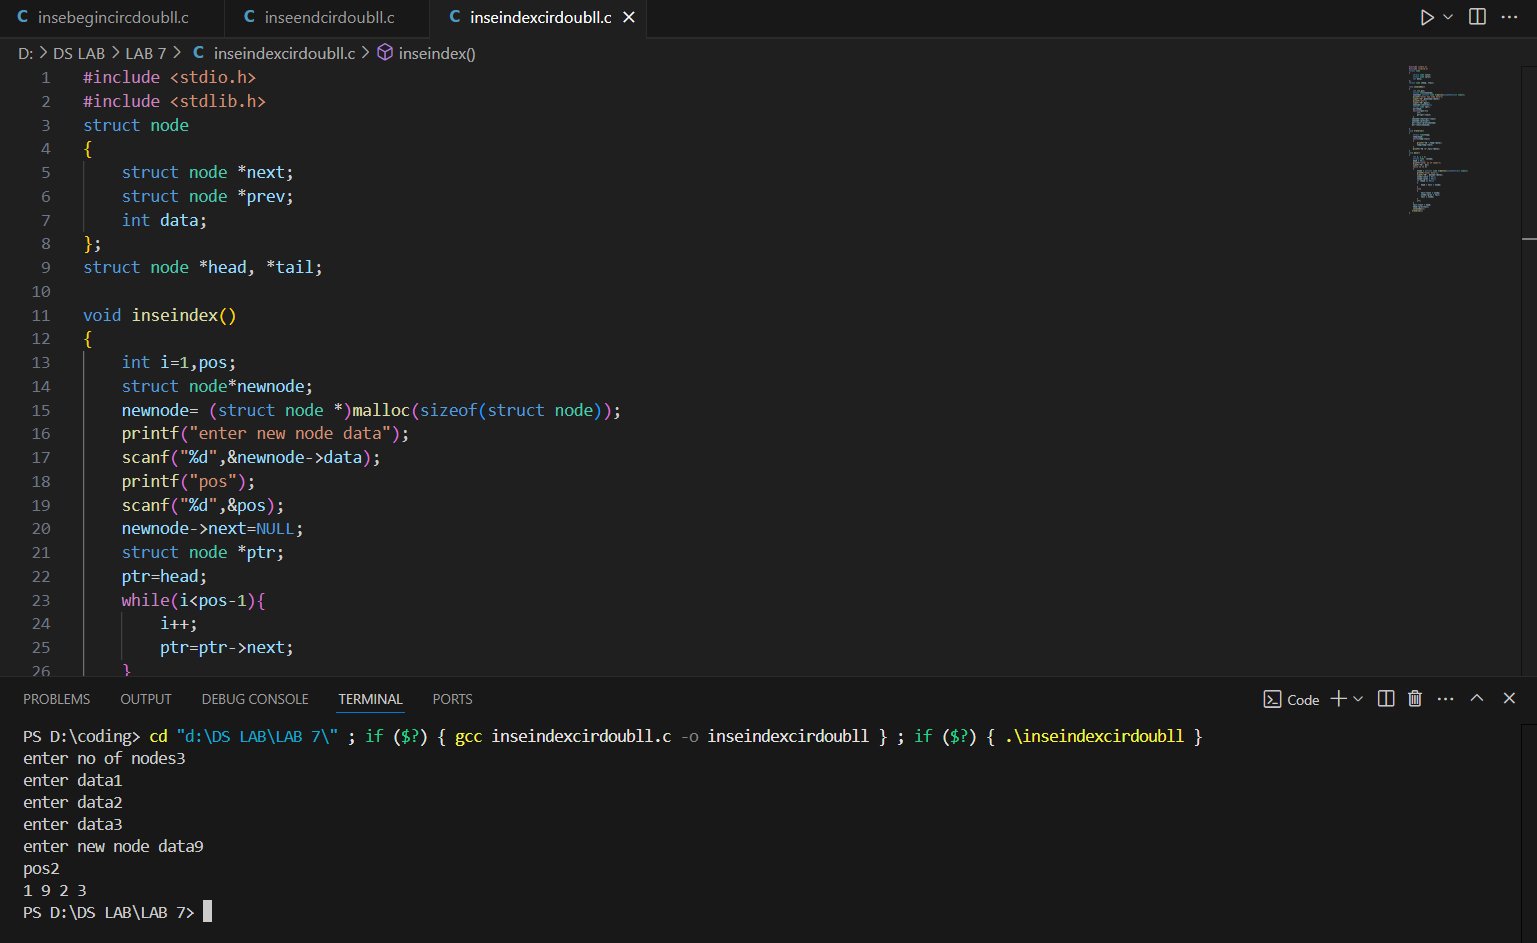 C insebegincircdoubll.c C inseendcirdoubll.c C inseindexcirdoubll.c
D: > DS LAB > LAB 7 > C inseindexcirdoubll.c > inseindex()
1 #include <stdio.h>
2 #include <stdlib.h>
3 struct node
4 {
5 struct node *next;
6 struct node *prev;
7 int data;
8 };
9 struct node *head, *tail;
10
11 void inseindex()
12 {
13 int i=1,pos;
14 struct node*newnode;
15 newnode= (struct node *)malloc(sizeof(struct node));
16 printf("enter new node data");
17 scanf("%d",&newnode->data);
18 printf("pos");
19 scanf("%d",&pos);
20 newnode->next=NULL;
21 struct node *ptr;
22 ptr=head;
23 while(i<pos-1){
24 i++;
25 ptr=ptr->next;
26 }
PROBLEMS OUTPUT DEBUG CONSOLE TERMINAL PORTS Code
PS D:\coding> cd "d:\DS LAB\LAB 7\" ; if ($?) { gcc inseindexcirdoubll.c -o inseindexcirdoubll } ; if ($?) { .\inseindexcirdoubll }
enter no of nodes3
enter data1
enter data2
enter data3
enter new node data9
pos2
1 9 2 3
PS D:\DS LAB\LAB 7>